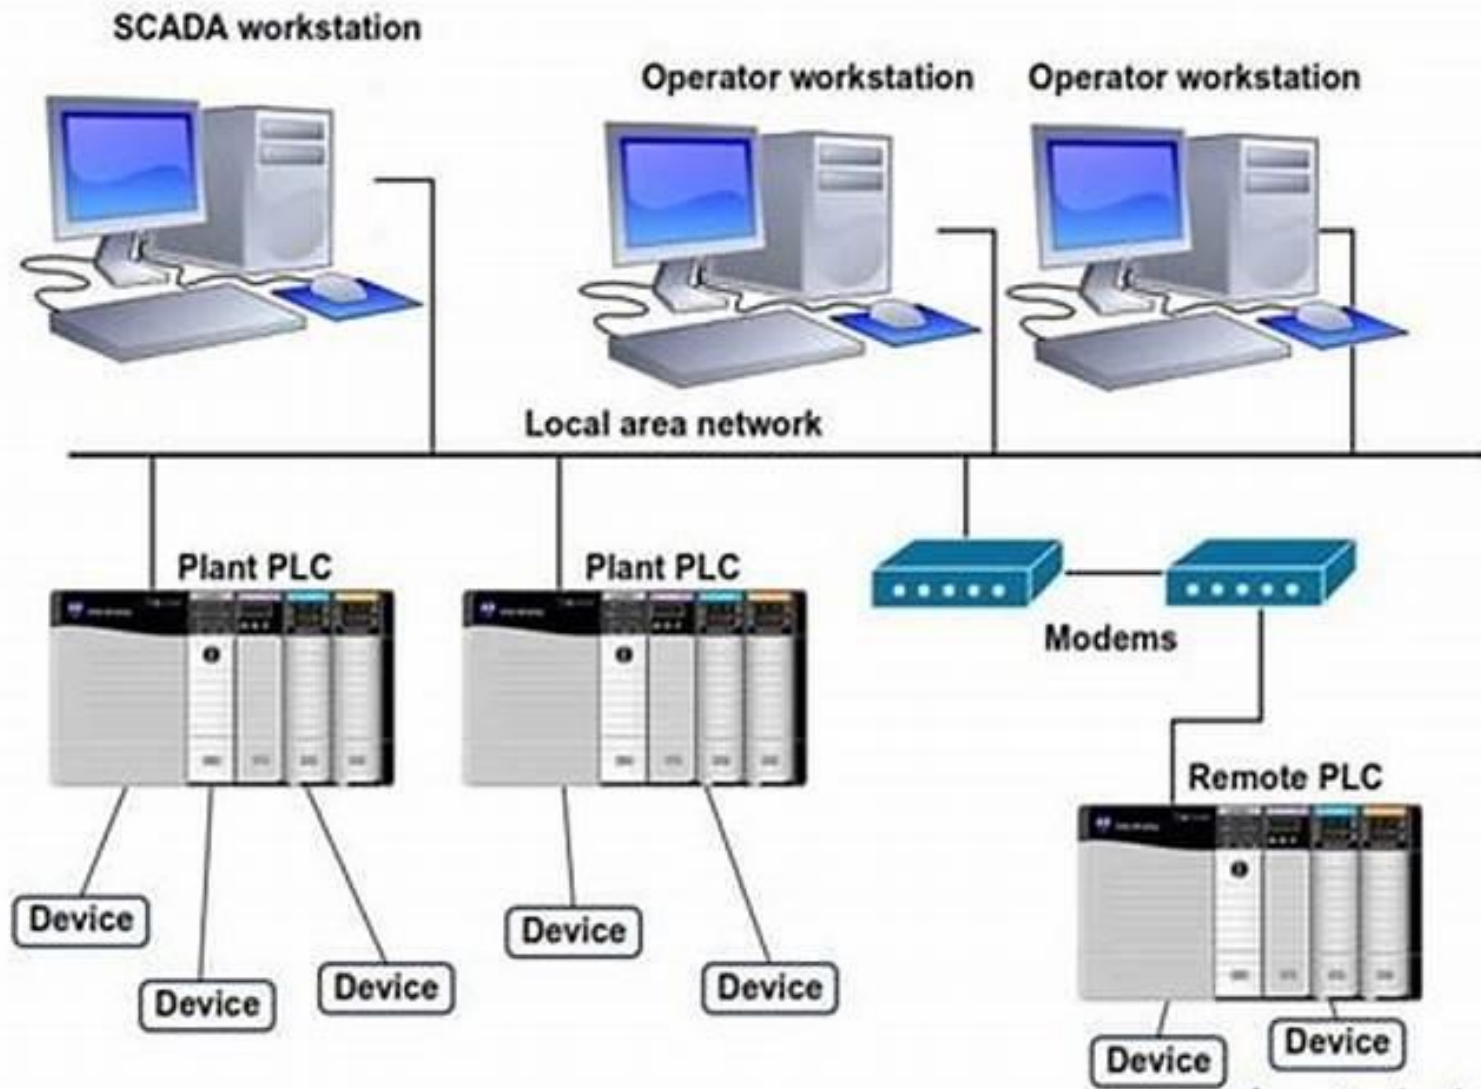 SCADA workstation
Operator workstation
Operator workstation
Local area network
Plant PLC
Plant PLC
Modems
Remote PLC
Device
Device
Device
Device
Device
Device
Device